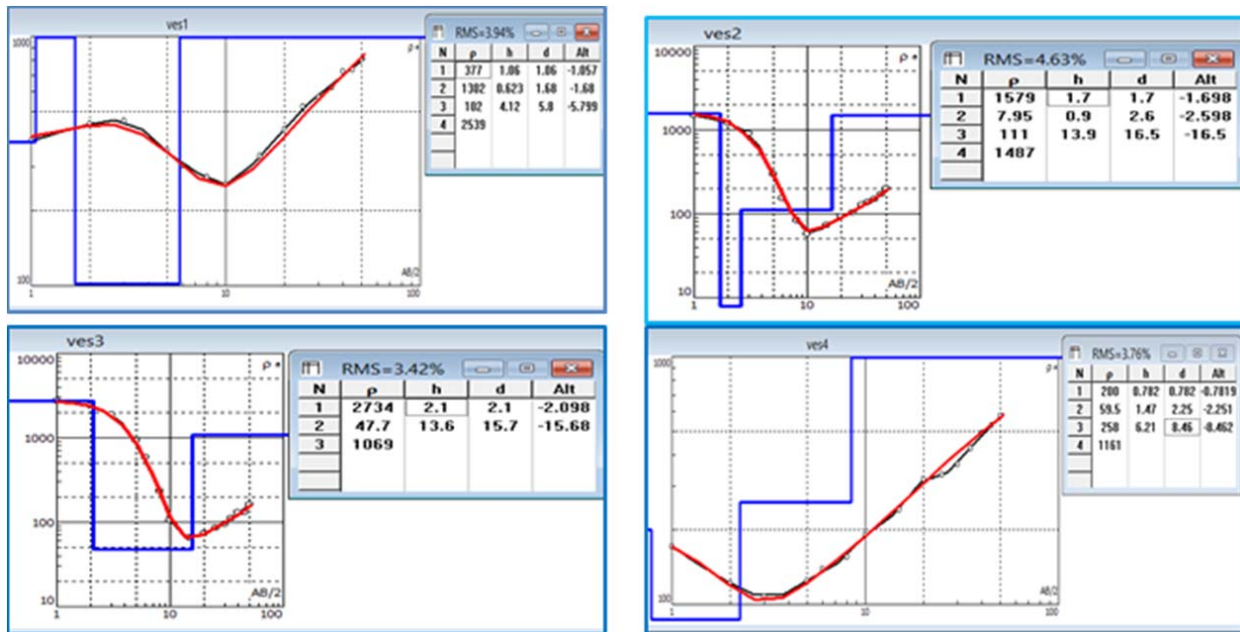 ves1
1000
100
1
10
100
ρ
AB/2
RMS=3.94%
N ρ h d Alt
1 377 1.06 1.06 -1.057
2 1302 0.623 1.68 -1.68
3 102 4.12 5.8 -5.799
4 2539
ves2
10000
1000
100
10
1
10
100
ρ
AB/2
RMS=4.63%
N ρ h d Alt
1 1579 1.7 1.7 -1.698
2 7.95 0.9 2.6 -2.598
3 111 13.9 16.5 -16.5
4 1487
ves3
10000
1000
100
10
1
10
100
ρ
AB/2
RMS=3.42%
N ρ h d Alt
1 2734 2.1 2.1 -2.098
2 47.7 13.6 15.7 -15.68
3 1069
ves4
1000
100
1
10
100
ρ
AB/2
RMS=3.76%
N ρ h d Alt
1 200 0.782 0.782 -0.7819
2 59.5 1.47 2.25 -2.251
3 258 6.21 8.46 -8.462
4 1161